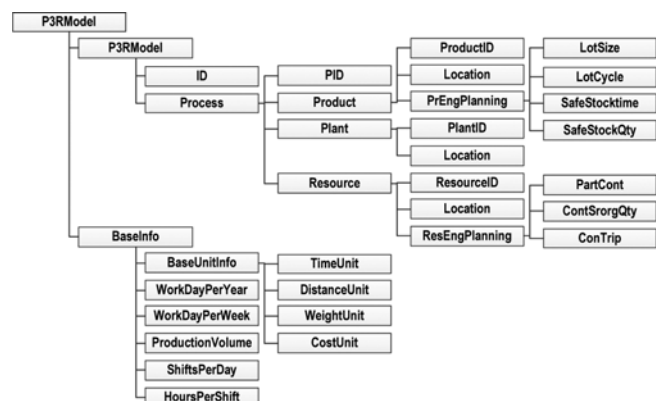 P3RModel
P3RModel
ProductID
LotSize
ID
PID
Location
LotCycle
Process
Product
PrEngPlanning
SafeStocktime
Plant
PlantID
SafeStockQty
Location
Resource
ResourceID
PartCont
Location
ContSrorgQty
BaseInfo
ResEngPlanning
ConTrip
BaseUnitInfo
TimeUnit
WorkDayPerYear
DistanceUnit
WorkDayPerWeek
WeightUnit
ProductionVolume
CostUnit
ShiftsPerDay
HoursPerShift